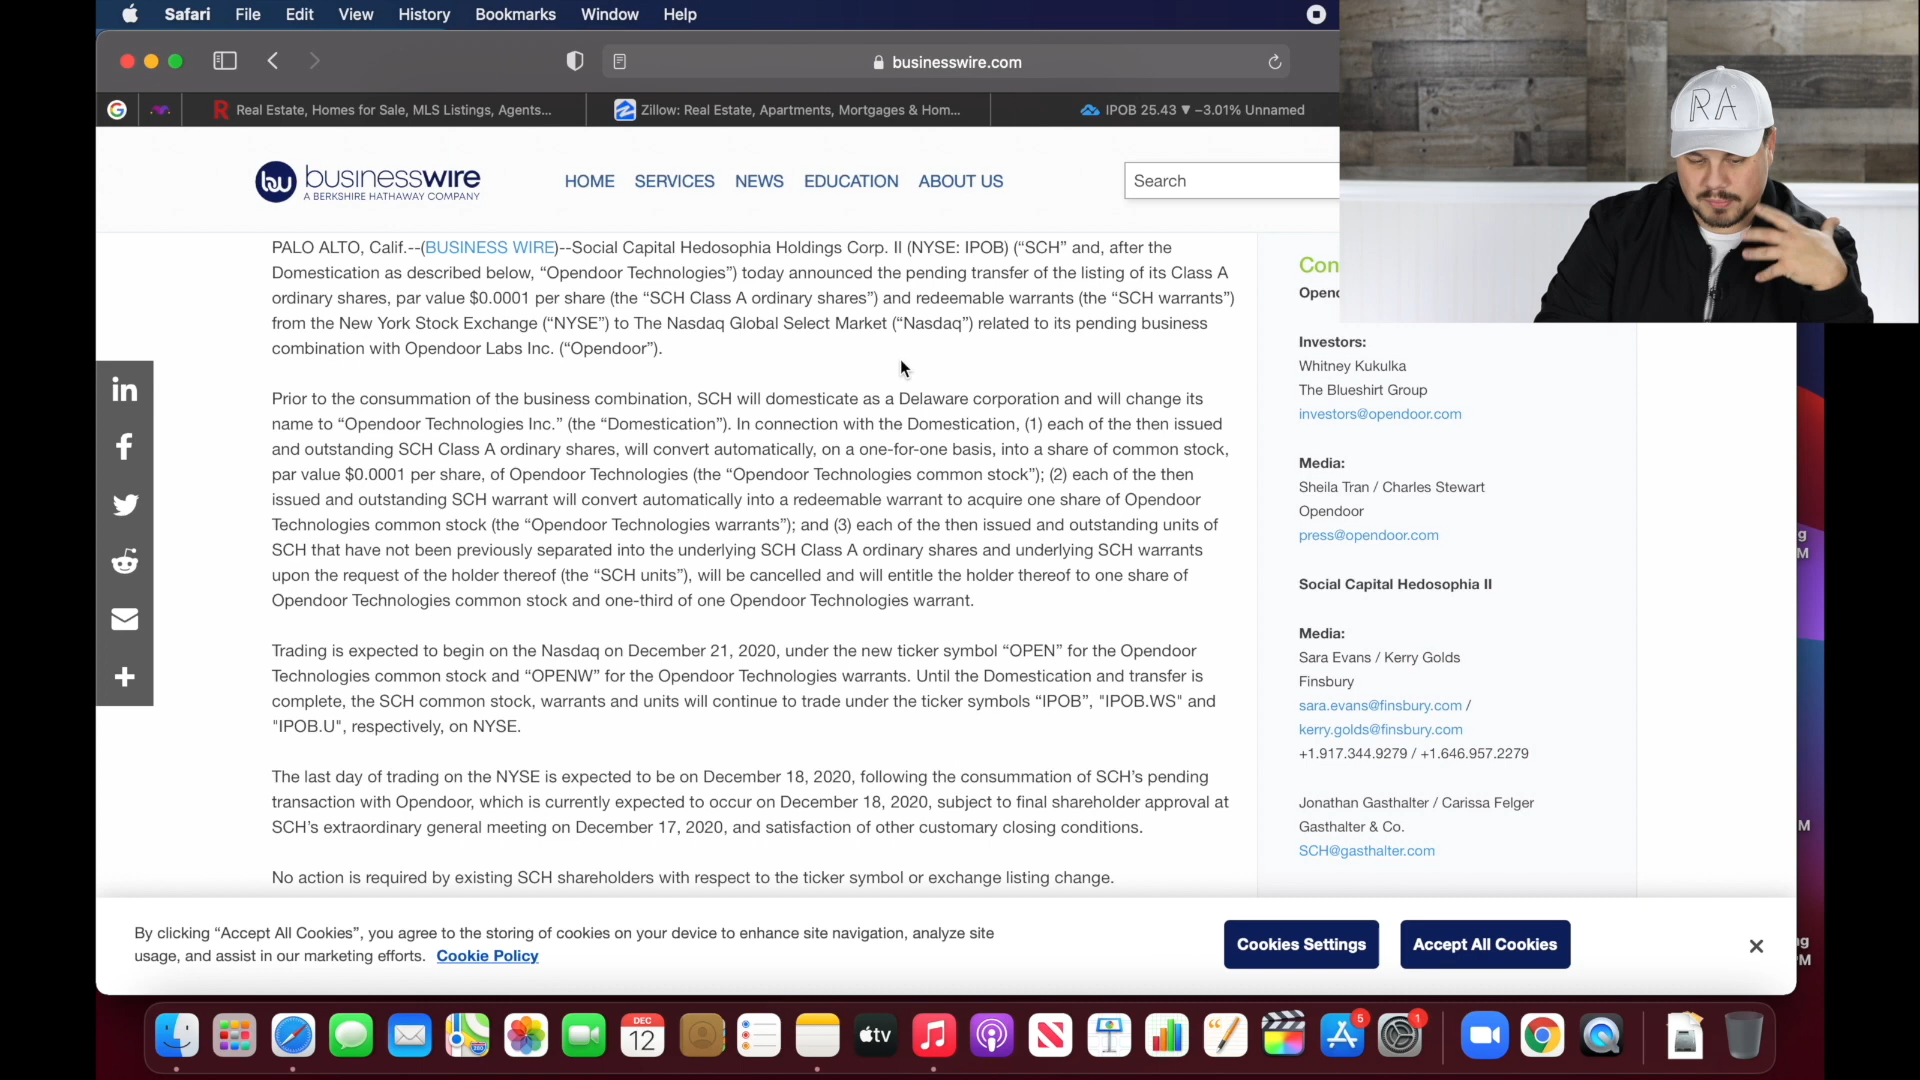 Safari File Edit View History Bookmarks Window Help
businesswire.com
Real Estate, Homes for Sale, MLS Listings, Agents...
Zillow: Real Estate, Apartments, Mortgages & Hom...
IPOB 25.43 ▼ −3.01% Unnamed
RA
businesswire
A BERKSHIRE HATHAWAY COMPANY
HOME SERVICES NEWS EDUCATION ABOUT US
Search
PALO ALTO, Calif.--(BUSINESS WIRE)--Social Capital Hedosophia Holdings Corp. II (NYSE: IPOB) (“SCH” and, after the
Domestication as described below, “Opendoor Technologies”) today announced the pending transfer of the listing of its Class A
ordinary shares, par value $0.0001 per share (the “SCH Class A ordinary shares”) and redeemable warrants (the “SCH warrants”)
from the New York Stock Exchange (“NYSE”) to The Nasdaq Global Select Market (“Nasdaq”) related to its pending business
combination with Opendoor Labs Inc. (“Opendoor”).
Prior to the consummation of the business combination, SCH will domesticate as a Delaware corporation and will change its
name to “Opendoor Technologies Inc.” (the “Domestication”). In connection with the Domestication, (1) each of the then issued
and outstanding SCH Class A ordinary shares, will convert automatically, on a one-for-one basis, into a share of common stock,
par value $0.0001 per share, of Opendoor Technologies (the “Opendoor Technologies common stock”); (2) each of the then
issued and outstanding SCH warrant will convert automatically into a redeemable warrant to acquire one share of Opendoor
Technologies common stock (the “Opendoor Technologies warrants”); and (3) each of the then issued and outstanding units of
SCH that have not been previously separated into the underlying SCH Class A ordinary shares and underlying SCH warrants
upon the request of the holder thereof (the “SCH units”), will be cancelled and will entitle the holder thereof to one share of
Opendoor Technologies common stock and one-third of one Opendoor Technologies warrant.
Trading is expected to begin on the Nasdaq on December 21, 2020, under the new ticker symbol “OPEN” for the Opendoor
Technologies common stock and “OPENW” for the Opendoor Technologies warrants. Until the Domestication and transfer is
complete, the SCH common stock, warrants and units will continue to trade under the ticker symbols “IPOB”, "IPOB.WS" and
"IPOB.U", respectively, on NYSE.
The last day of trading on the NYSE is expected to be on December 18, 2020, following the consummation of SCH’s pending
transaction with Opendoor, which is currently expected to occur on December 18, 2020, subject to final shareholder approval at
SCH’s extraordinary general meeting on December 17, 2020, and satisfaction of other customary closing conditions.
No action is required by existing SCH shareholders with respect to the ticker symbol or exchange listing change.
Con
Openc
Investors:
Whitney Kukulka
The Blueshirt Group
investors@opendoor.com
Media:
Sheila Tran / Charles Stewart
Opendoor
press@opendoor.com
Social Capital Hedosophia II
Media:
Sara Evans / Kerry Golds
Finsbury
sara.evans@finsbury.com /
kerry.golds@finsbury.com
+1.917.344.9279 / +1.646.957.2279
Jonathan Gasthalter / Carissa Felger
Gasthalter & Co.
SCH@gasthalter.com
By clicking “Accept All Cookies”, you agree to the storing of cookies on your device to enhance site navigation, analyze site
usage, and assist in our marketing efforts. Cookie Policy
Cookies Settings
Accept All Cookies
DEC
12
tv
5
1